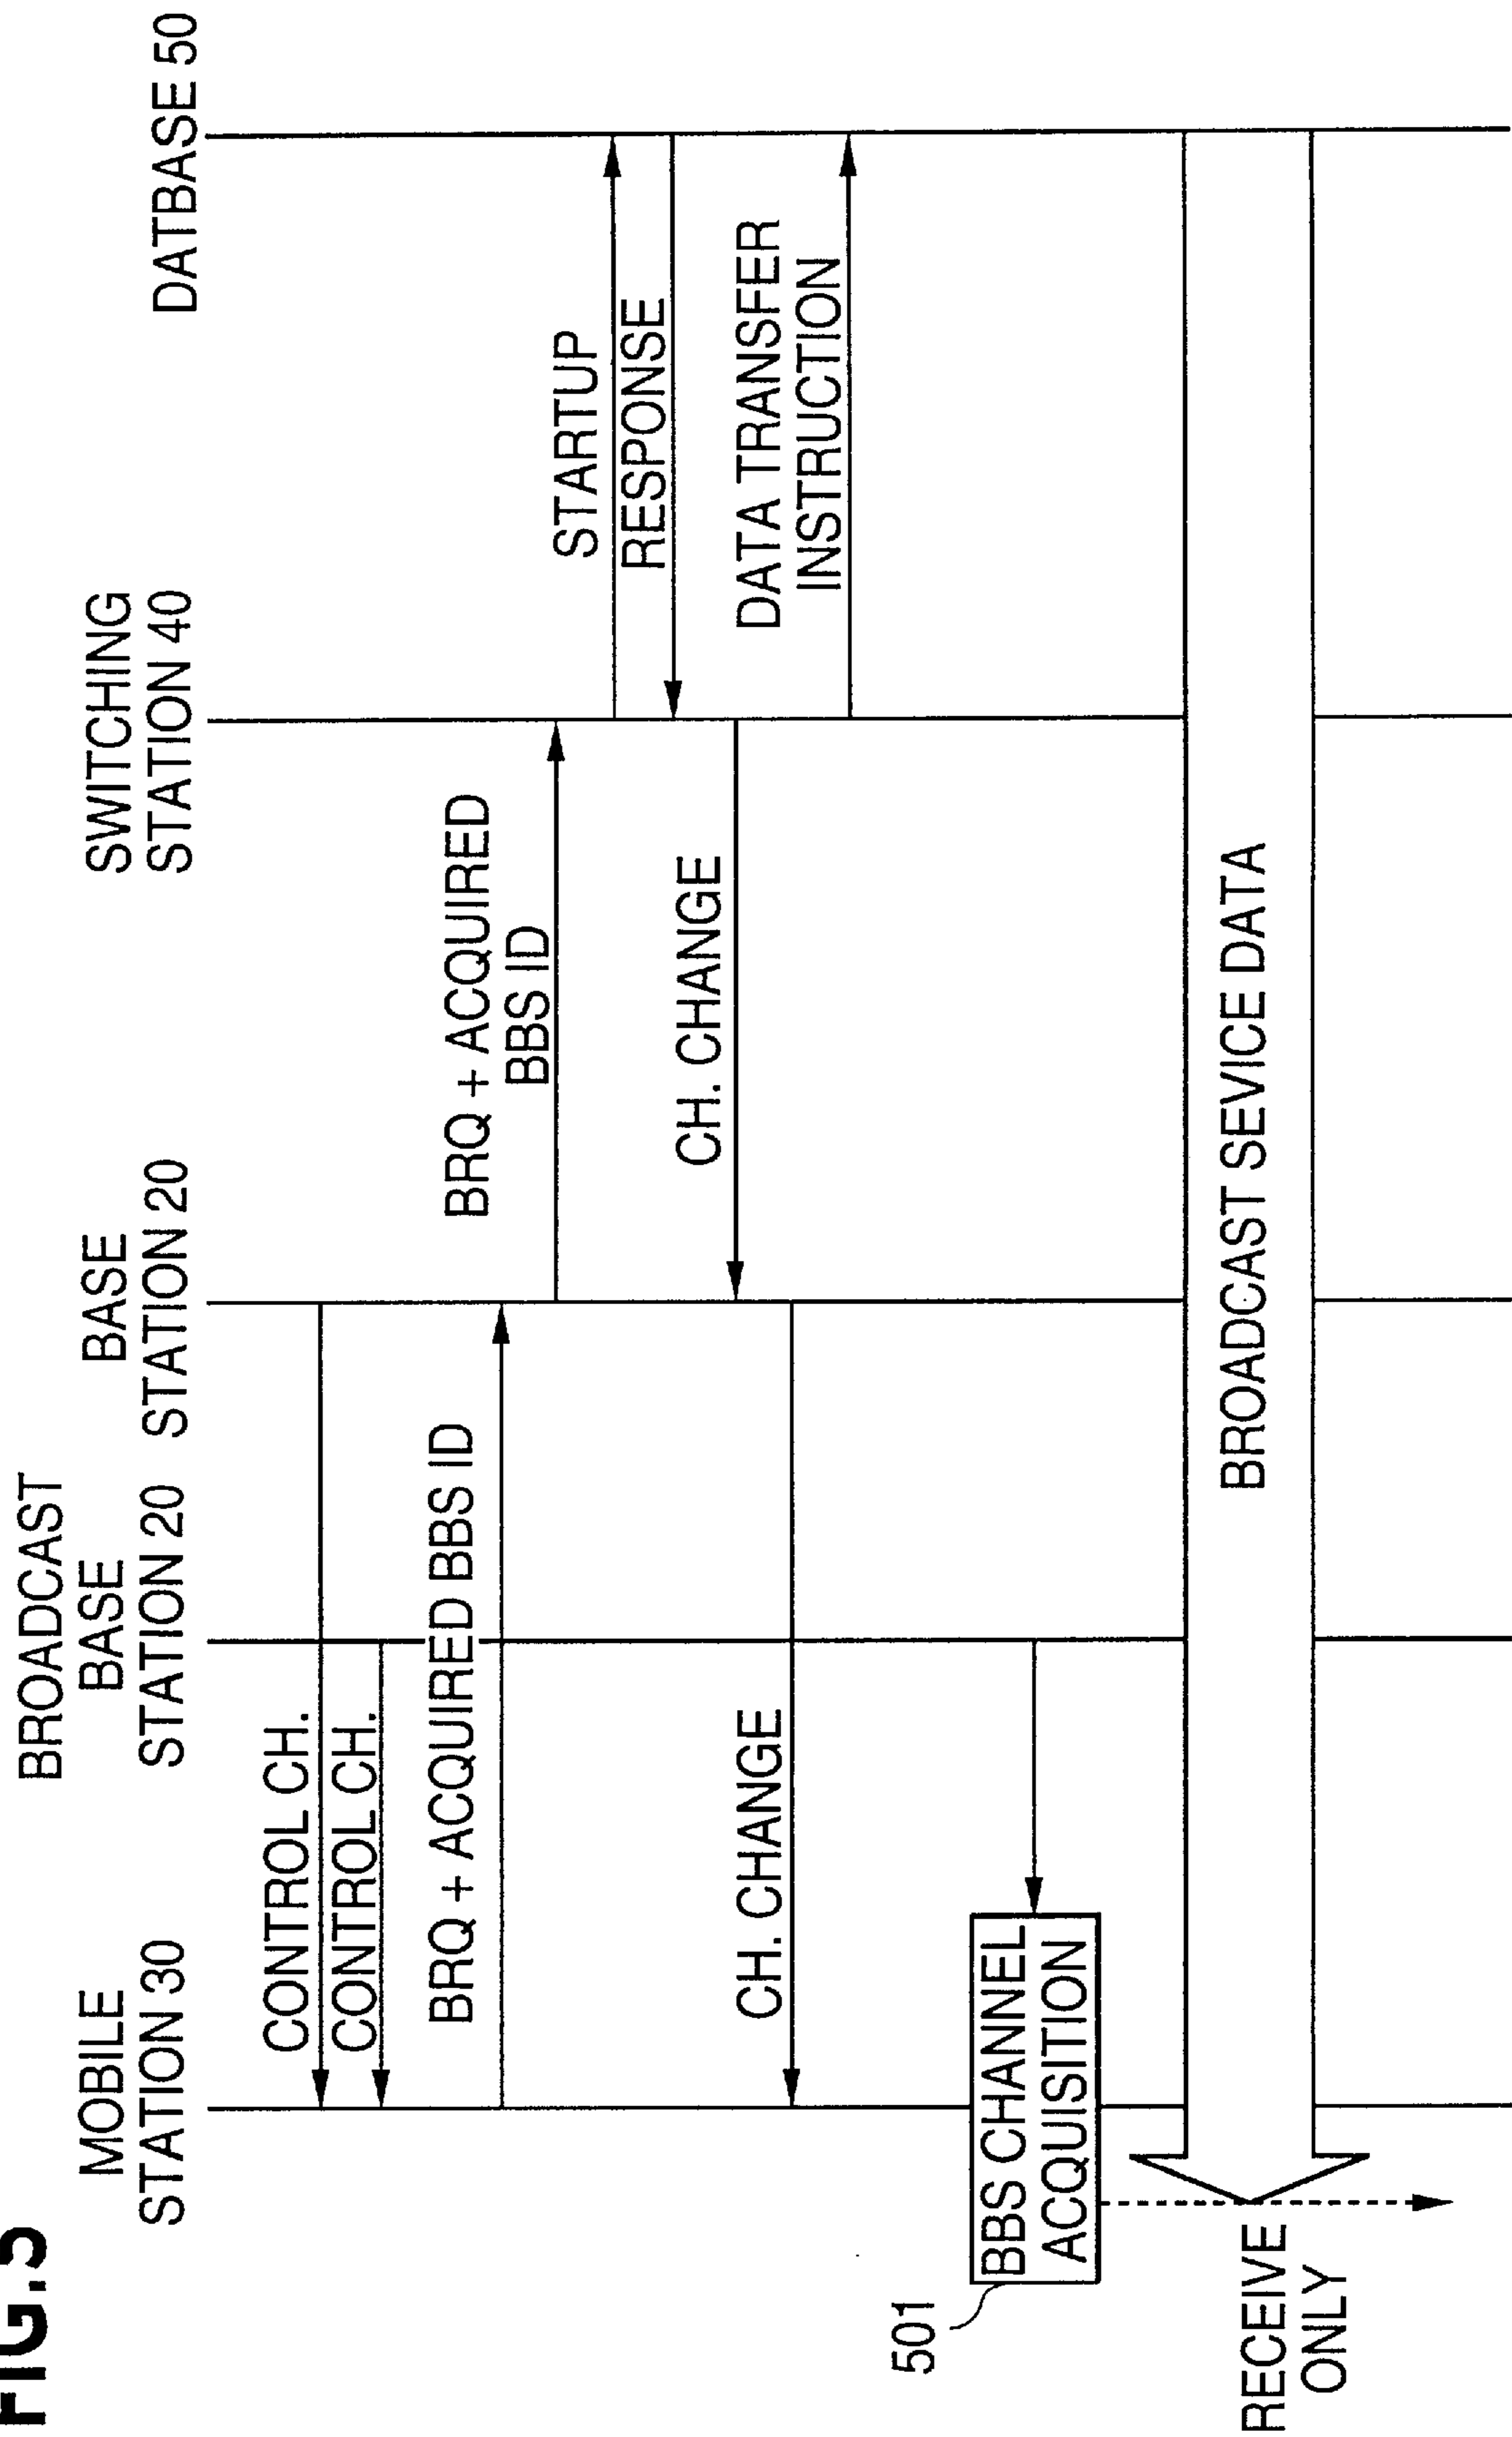 FIG.5
MOBILE
STATION 30
BROADCAST
BASE
STATION 20
BASE
STATION 20
SWITCHING
STATION 40
DATBASE 50
CONTROL CH.
CONTROL CH.
BRQ + ACQUIRED BBS ID
BRQ + ACQUIRED
BBS ID
STARTUP
RESPONSE
CH. CHANGE
CH. CHANGE
DATA TRANSFER
INSTRUCTION
501
BBS CHANNEL
ACQUISITION
BROADCAST SEVICE DATA
RECEIVE
ONLY